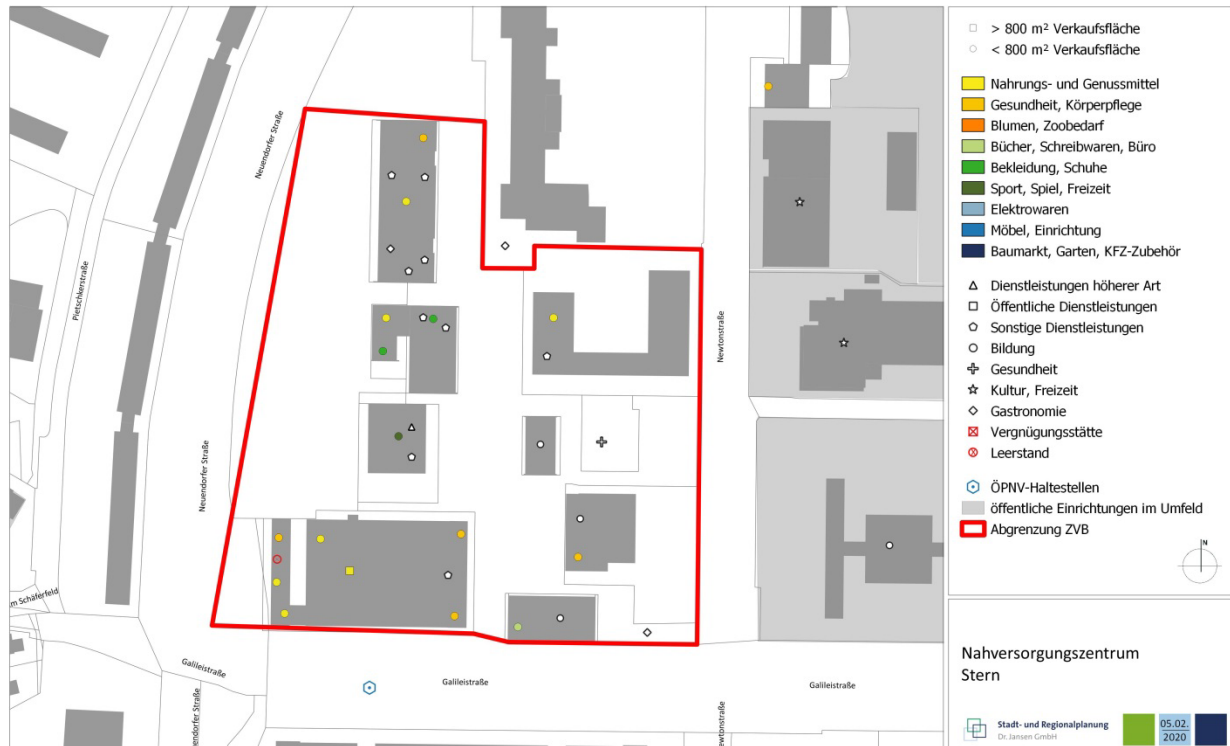 Pietschkerstraße
Neuendorfer Straße
Neuendorfer Straße
Newtonstraße
m Schäferfeld
Galileistraße
Neuendorfer Straße
Galileistraße
Galileistraße
Newtonstraße
> 800 m² Verkaufsfläche
< 800 m² Verkaufsfläche
Nahrungs- und Genussmittel
Gesundheit, Körperpflege
Blumen, Zoobedarf
Bücher, Schreibwaren, Büro
Bekleidung, Schuhe
Sport, Spiel, Freizeit
Elektrowaren
Möbel, Einrichtung
Baumarkt, Garten, KFZ-Zubehör
Dienstleistungen höherer Art
Öffentliche Dienstleistungen
Sonstige Dienstleistungen
Bildung
Gesundheit
Kultur, Freizeit
Gastronomie
Vergnügungsstätte
Leerstand
ÖPNV-Haltestellen
öffentliche Einrichtungen im Umfeld
Abgrenzung ZVB
N
Nahversorgungszentrum
Stern
Stadt- und Regionalplanung
Dr. Jansen GmbH
05.02.
2020